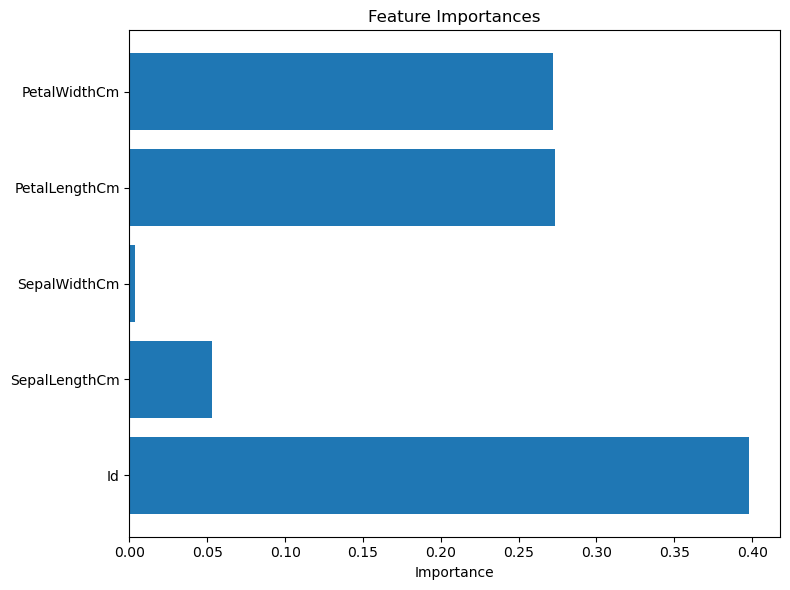 Feature Importances
PetalWidthCm
PetalLengthCm
SepalWidthCm
SepalLengthCm
Id
0.00 0.05 0.10 0.15 0.20 0.25 0.30 0.35 0.40
Importance